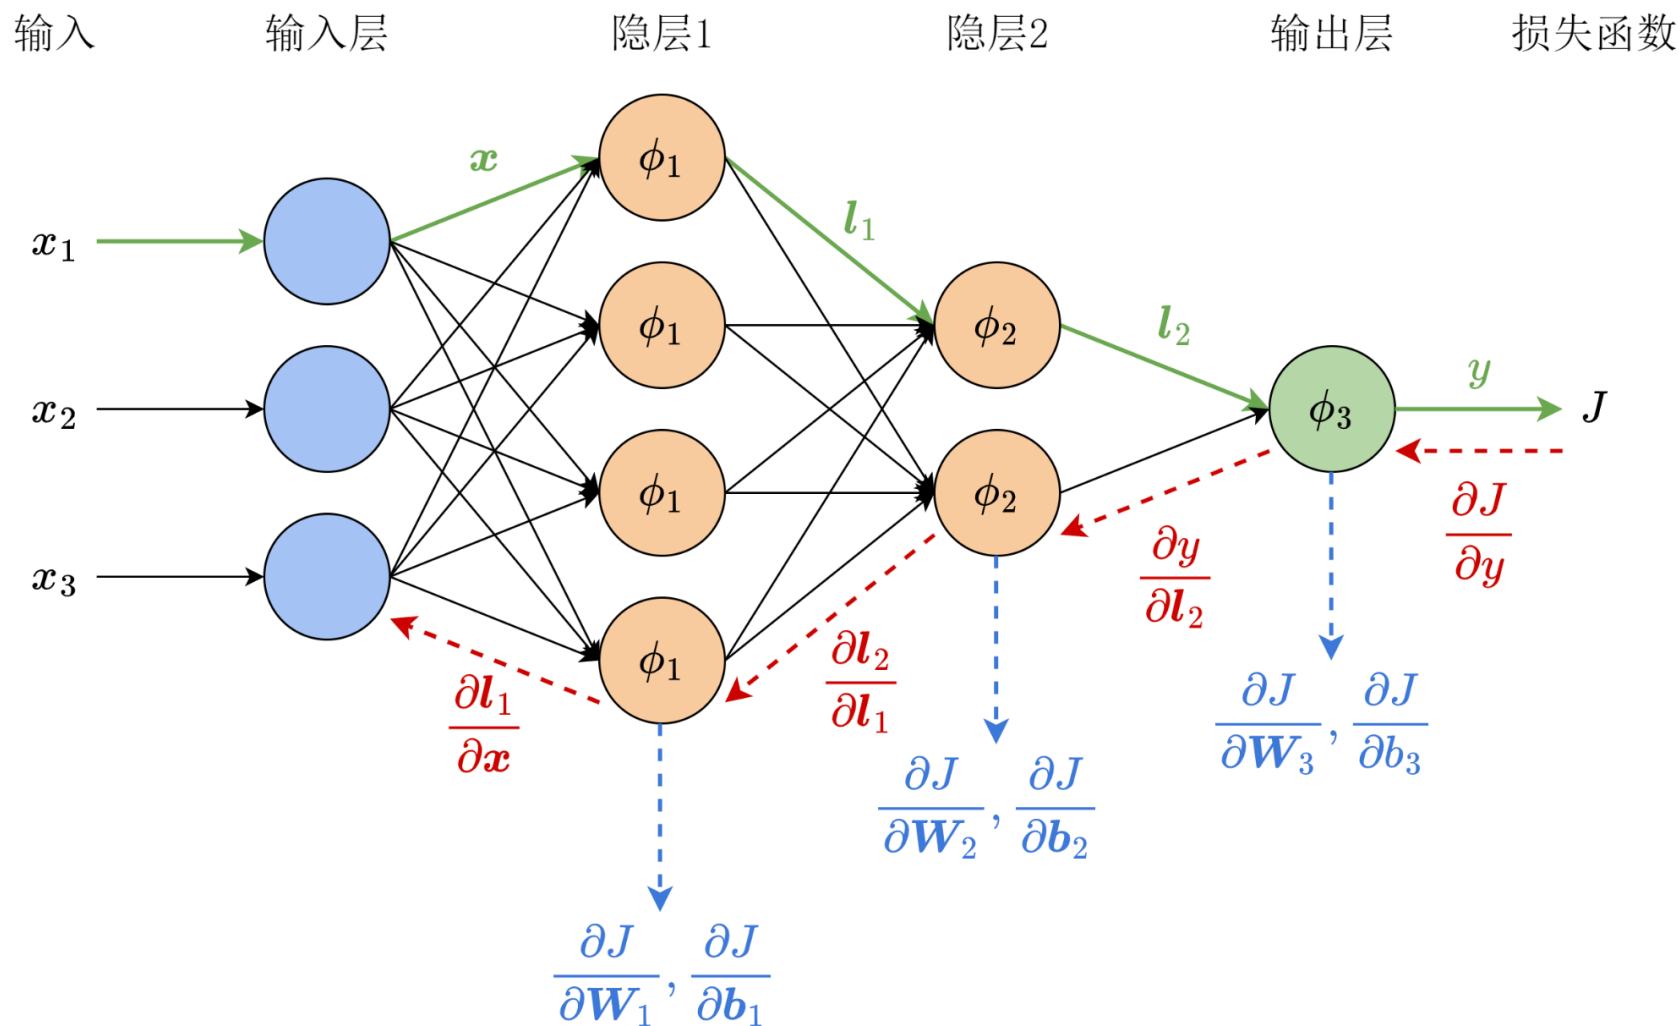 输入 输入层 隐层1 隐层2 输出层 损失函数
x₁
x₂
x₃
x
ϕ₁
ϕ₁
ϕ₁
ϕ₁
l₁
ϕ₂
ϕ₂
l₂
ϕ₃
y
J
∂J/∂y
∂y/∂l₂
∂l₂/∂l₁
∂l₁/∂x
∂J/∂W₃, ∂J/∂b₃
∂J/∂W₂, ∂J/∂b₂
∂J/∂W₁, ∂J/∂b₁